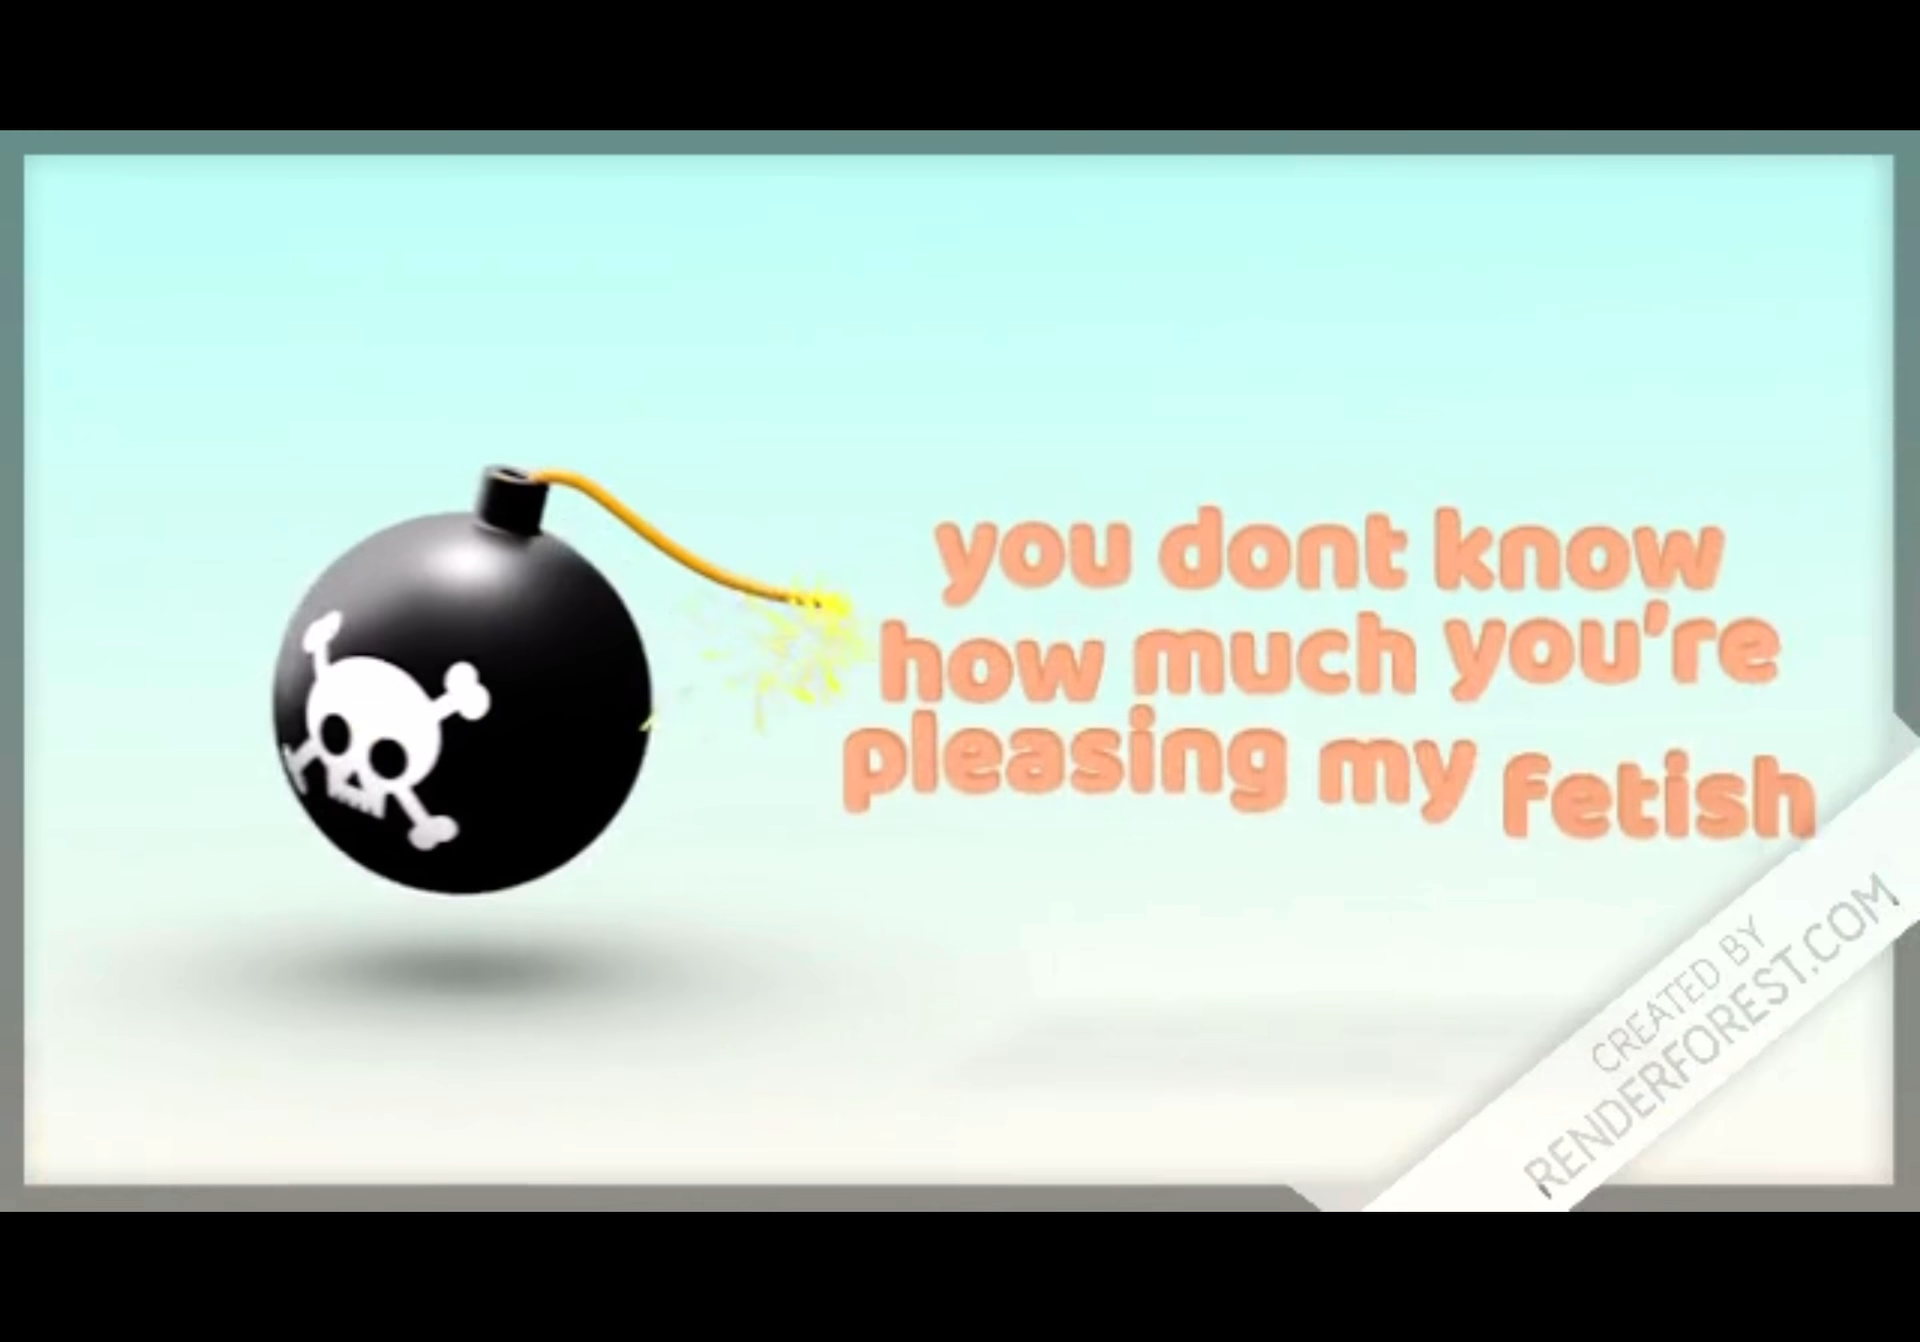 you dont know
how much you're
pleasing my fetish
CREATED BY
RENDERFOREST.COM